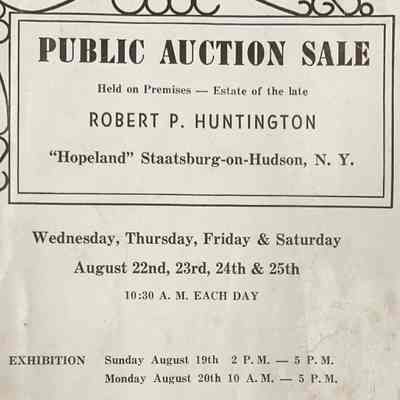 PUBLIC AUCTION SALE
Held on Premises — Estate of the late
ROBERT P. HUNTINGTON
"Hopeland" Staatsburg-on-Hudson, N. Y.
Wednesday, Thursday, Friday & Saturday
August 22nd, 23rd, 24th & 25th
10:30 A. M. EACH DAY
EXHIBITION Sunday August 19th 2 P. M. — 5 P. M.
Monday August 20th 10 A. M. — 5 P. M.